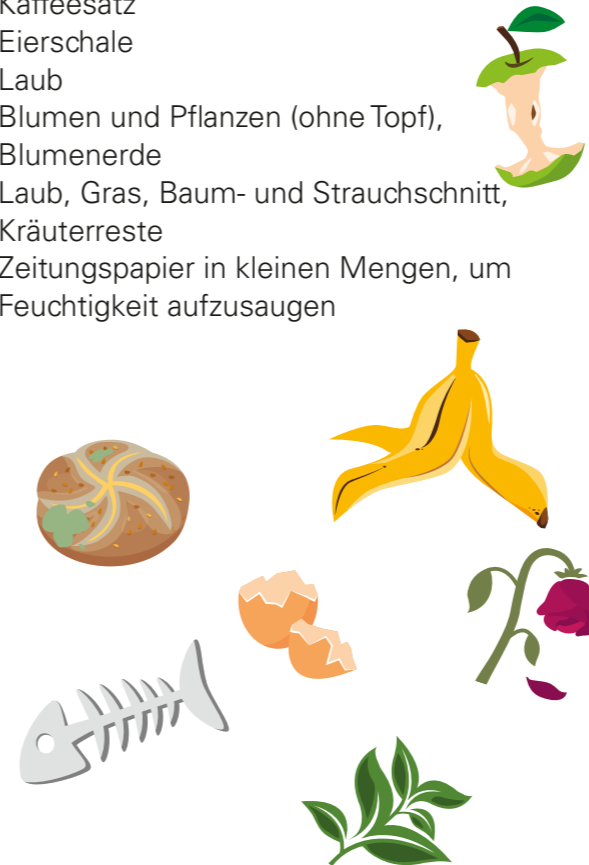 Kaffeesatz
Eierschale
Laub
Blumen und Pflanzen (ohne Topf),
Blumenerde
Laub, Gras, Baum- und Strauchschnitt,
Kräuterreste
Zeitungspapier in kleinen Mengen, um
Feuchtigkeit aufzusaugen